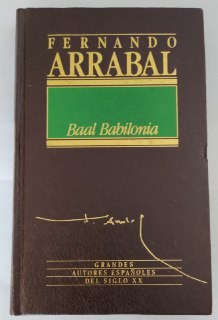 FERNANDO
ARRABAL
Baal Babilonia
GRANDES
AUTORES ESPAÑOLES
DEL SIGLO XX